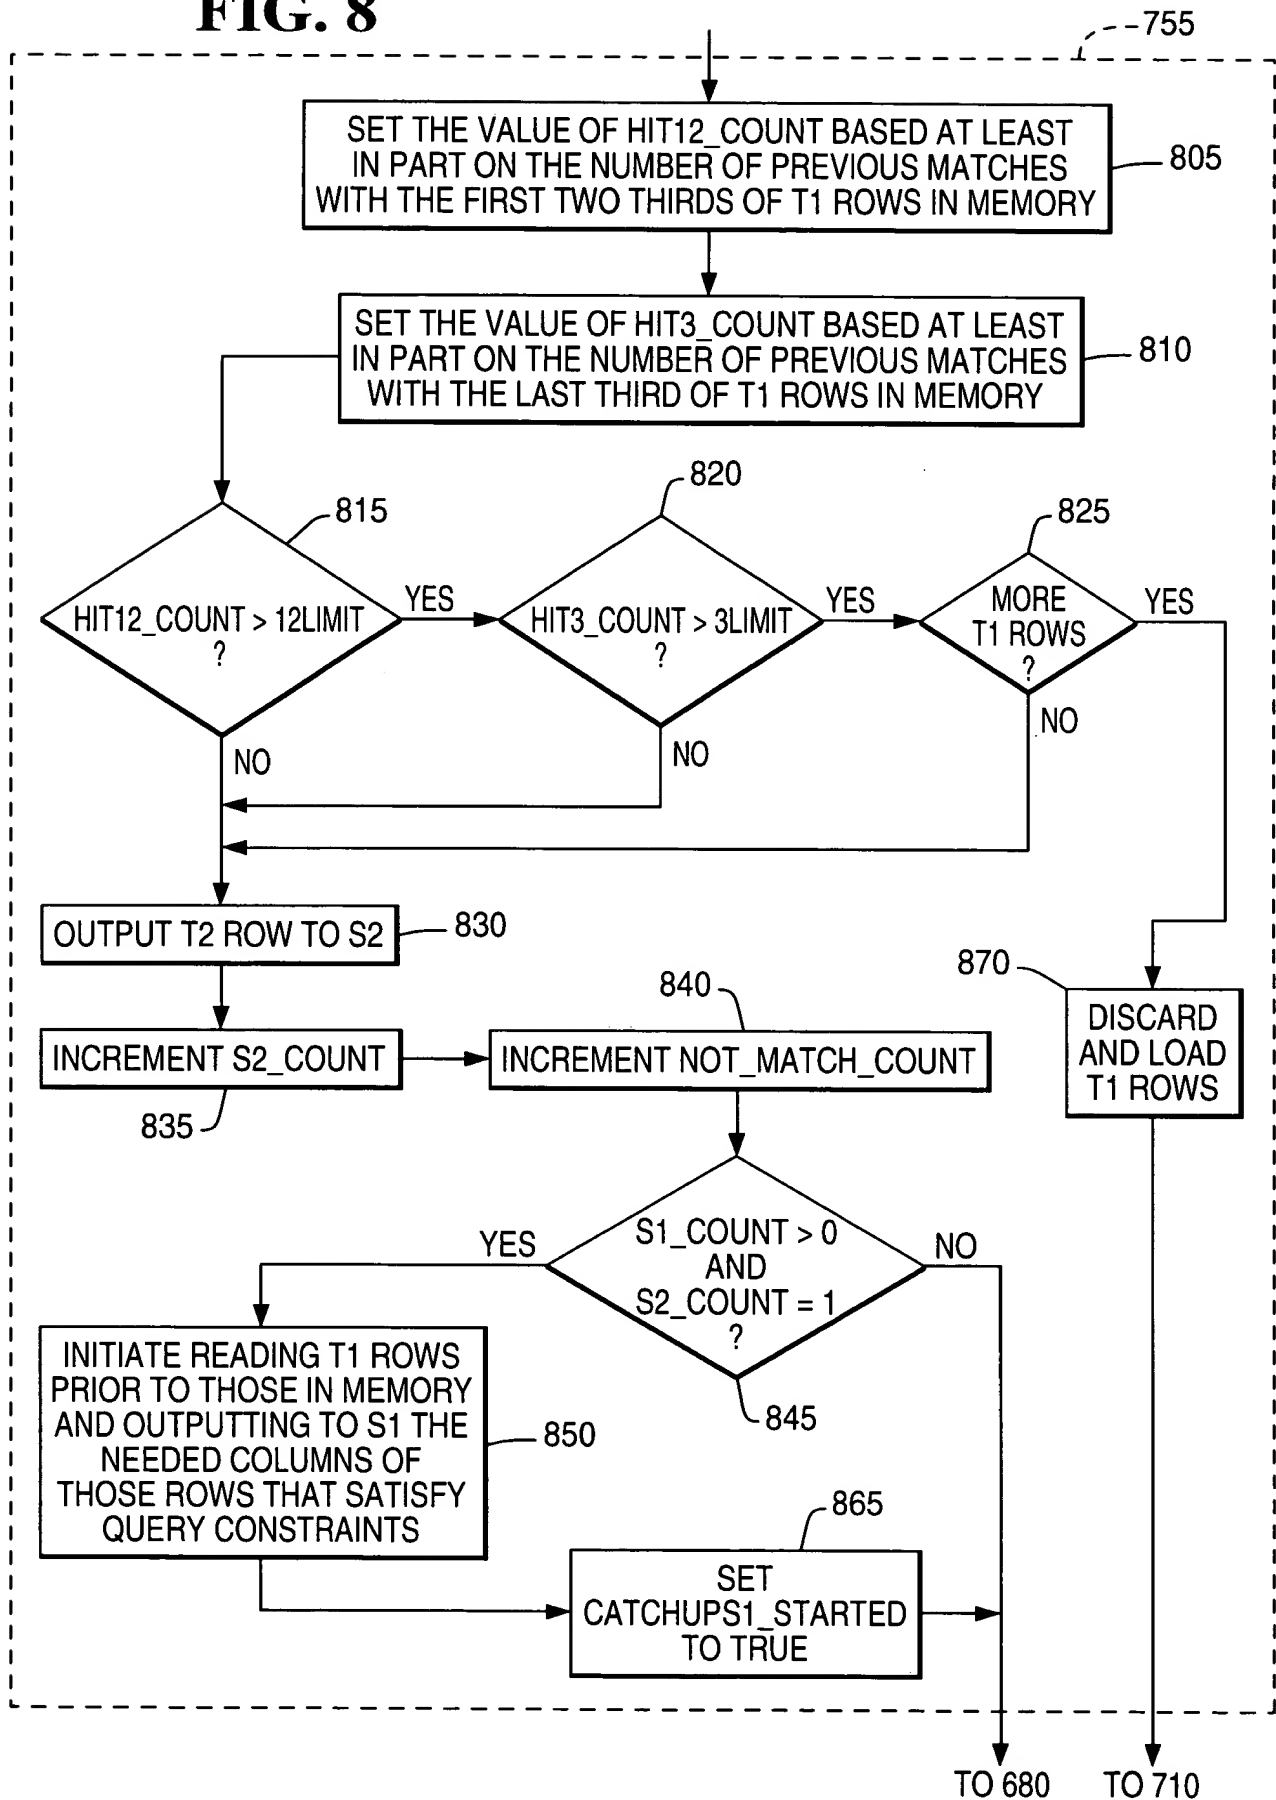 FIG. 8
755
SET THE VALUE OF HIT12_COUNT BASED AT LEAST
IN PART ON THE NUMBER OF PREVIOUS MATCHES
WITH THE FIRST TWO THIRDS OF T1 ROWS IN MEMORY
805
SET THE VALUE OF HIT3_COUNT BASED AT LEAST
IN PART ON THE NUMBER OF PREVIOUS MATCHES
WITH THE LAST THIRD OF T1 ROWS IN MEMORY
810
815
HIT12_COUNT > 12LIMIT
?
YES
NO
820
HIT3_COUNT > 3LIMIT
?
YES
NO
825
MORE
T1 ROWS
?
YES
NO
OUTPUT T2 ROW TO S2
830
INCREMENT S2_COUNT
835
840
INCREMENT NOT_MATCH_COUNT
870
DISCARD
AND LOAD
T1 ROWS
S1_COUNT > 0
AND
S2_COUNT = 1
?
YES
NO
845
INITIATE READING T1 ROWS
PRIOR TO THOSE IN MEMORY
AND OUTPUTTING TO S1 THE
NEEDED COLUMNS OF
THOSE ROWS THAT SATISFY
QUERY CONSTRAINTS
850
865
SET
CATCHUPS1_STARTED
TO TRUE
TO 680
TO 710